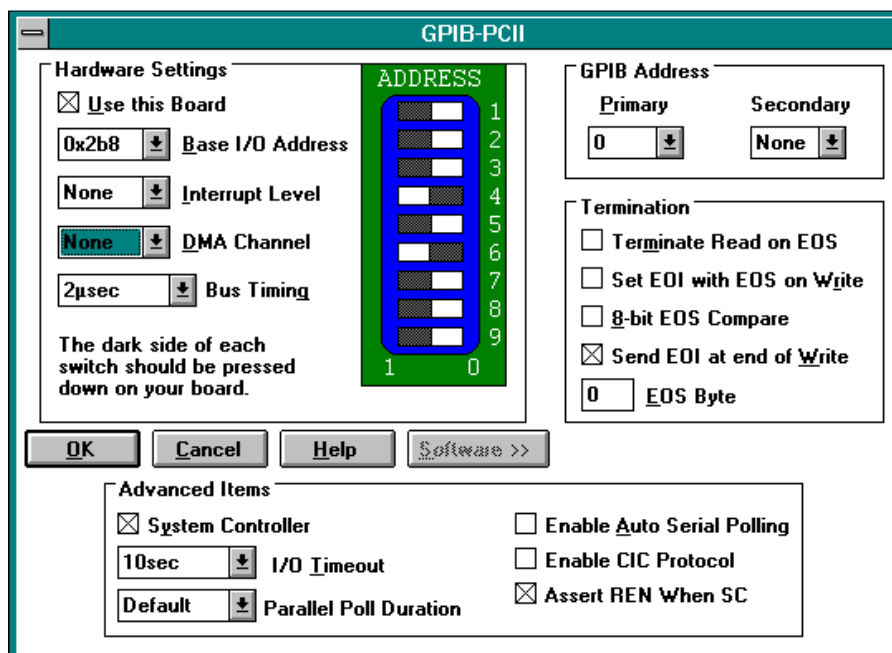 GPIB-PCII
Hardware Settings
Use this Board
0x2b8 Base I/O Address
None Interrupt Level
None DMA Channel
2µsec Bus Timing
The dark side of each
switch should be pressed
down on your board.
ADDRESS
1
2
3
4
5
6
7
8
9
1 0
GPIB Address
Primary Secondary
0 None
Termination
Terminate Read on EOS
Set EOI with EOS on Write
8-bit EOS Compare
Send EOI at end of Write
0 EOS Byte
OK Cancel Help Software >>
Advanced Items
System Controller
10sec I/O Timeout
Default Parallel Poll Duration
Enable Auto Serial Polling
Enable CIC Protocol
Assert REN When SC